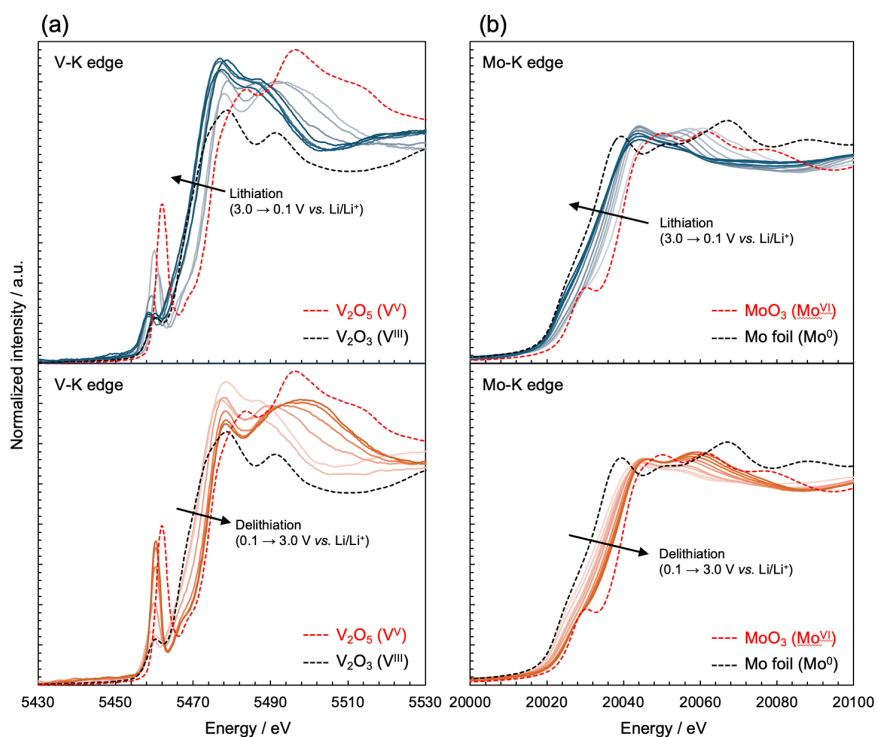 (a)
(b)
V-K edge
Lithiation
(3.0 → 0.1 V vs. Li/Li⁺)
V₂O₅ (Vⱽ)
V₂O₃ (Vᴵᴵᴵ)
Mo-K edge
Lithiation
(3.0 → 0.1 V vs. Li/Li⁺)
MoO₃ (Moⱽᴵ)
Mo foil (Mo⁰)
Normalized intensity / a.u.
V-K edge
Delithiation
(0.1 → 3.0 V vs. Li/Li⁺)
V₂O₅ (Vⱽ)
V₂O₃ (Vᴵᴵᴵ)
5430 5450 5470 5490 5510 5530
Energy / eV
Mo-K edge
Delithiation
(0.1 → 3.0 V vs. Li/Li⁺)
MoO₃ (Moⱽᴵ)
Mo foil (Mo⁰)
20000 20020 20040 20060 20080 20100
Energy / eV